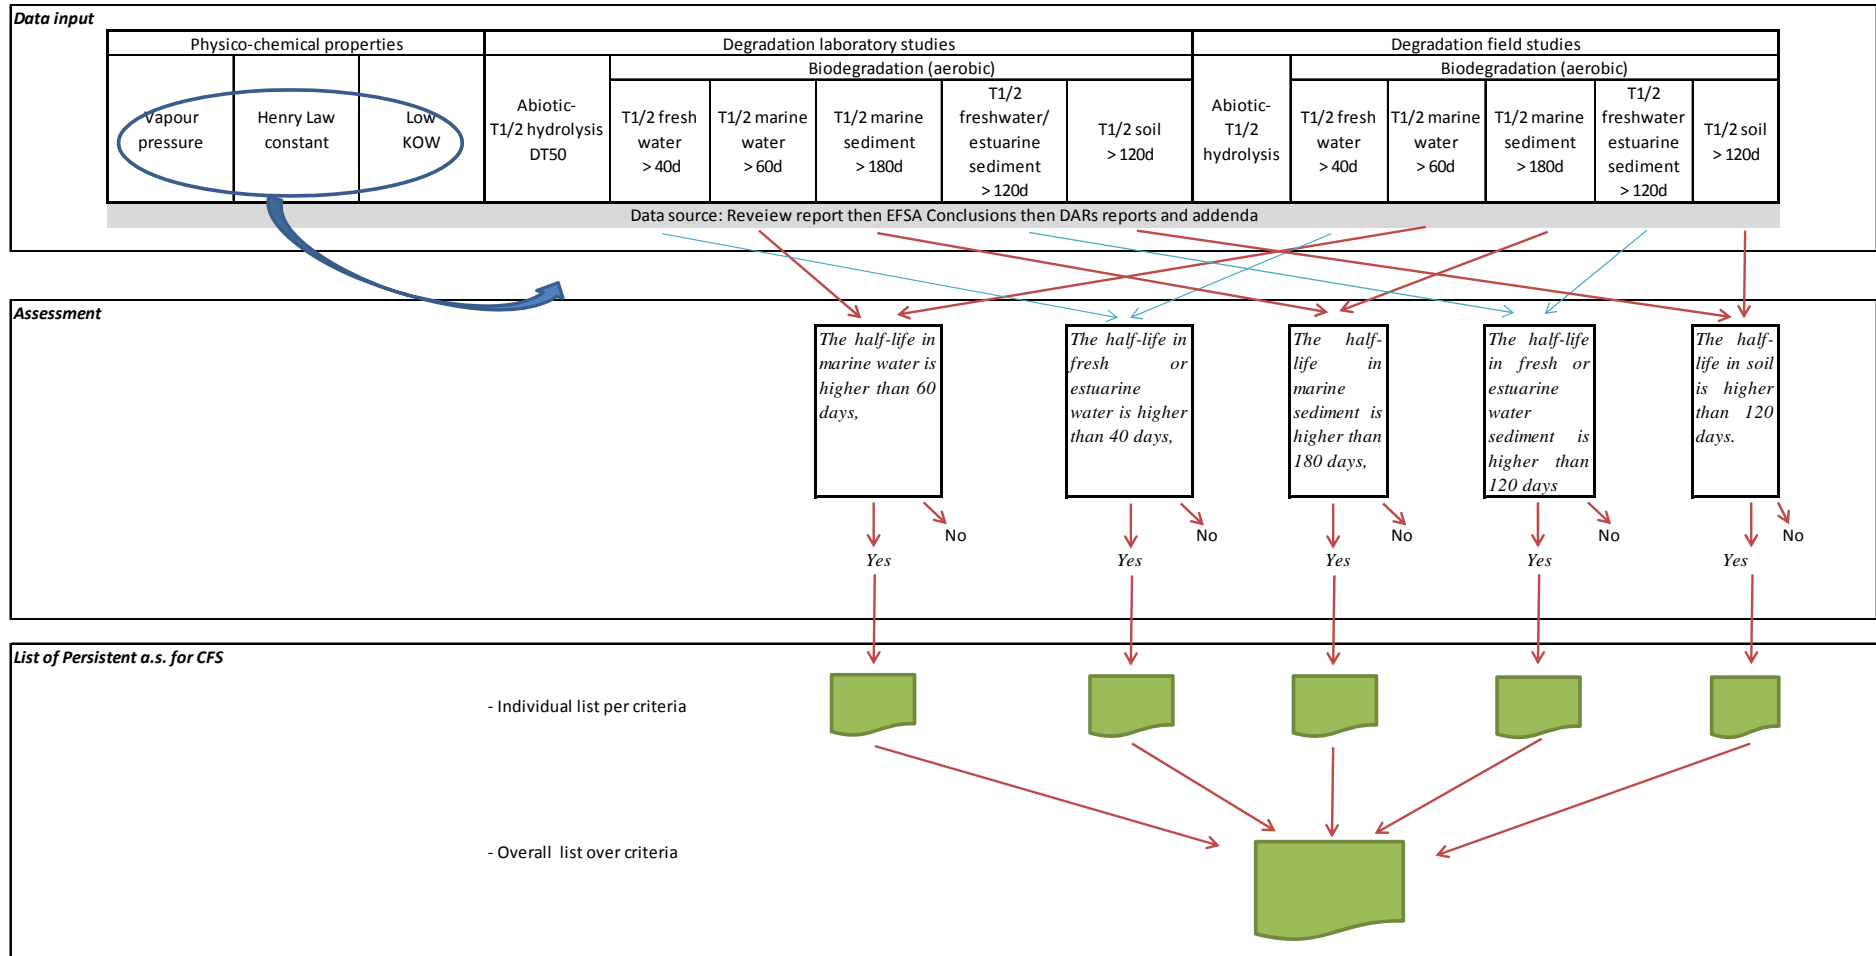 Data input
Physico-chemical properties
Degradation laboratory studies
Degradation field studies
Vapour
pressure
Henry Law
constant
Low
KOW
Abiotic-
T1/2 hydrolysis
DT50
Biodegradation (aerobic)
T1/2 fresh
water
> 40d
T1/2 marine
water
> 60d
T1/2 marine
sediment
> 180d
T1/2
freshwater/
estuarine
sediment
> 120d
T1/2 soil
> 120d
Abiotic-
T1/2
hydrolysis
Biodegradation (aerobic)
T1/2 fresh
water
> 40d
T1/2 marine
water
> 60d
T1/2 marine
sediment
> 180d
T1/2
freshwater
estuarine
sediment
> 120d
T1/2 soil
> 120d
Data source: Reveiew report then EFSA Conclusions then DARs reports and addenda
Assessment
The half-life in
marine water is
higher than 60
days,
The half-life in
fresh or
estuarine
water is higher
than 40 days,
The half-
life in
marine
sediment is
higher than
180 days,
The half-life
in fresh or
estuarine
water
sediment is
higher than
120 days
The half-
life in soil
is higher
than 120
days.
No
No
No
No
No
Yes
Yes
Yes
Yes
Yes
List of Persistent a.s. for CFS
- Individual list per criteria
- Overall list over criteria